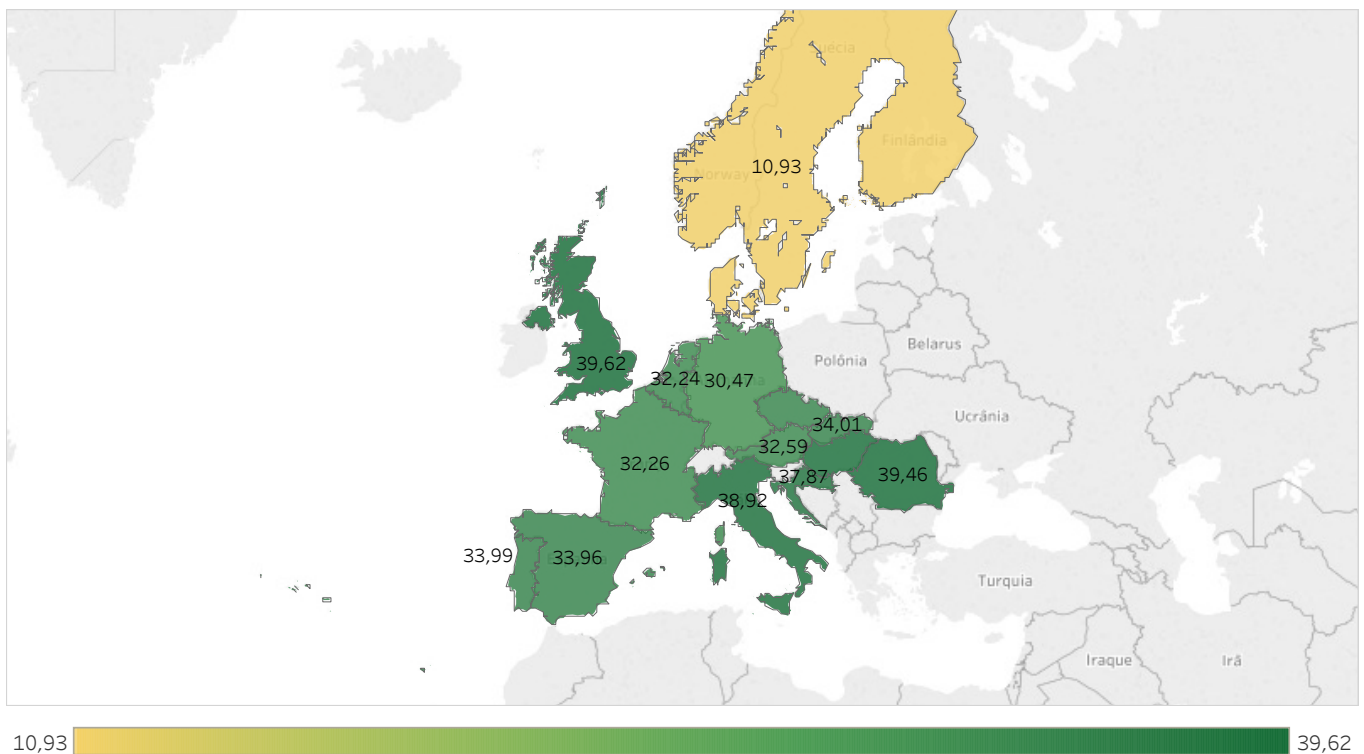 Suécia
Finlândia
10,93
Norway
39,62
Belarus
Polónia
32,24
30,47
Ucrânia
34,01
32,59
32,26
37,87
39,46
38,92
33,99
33,96
Turquia
Iraque
Irã
10,93
39,62